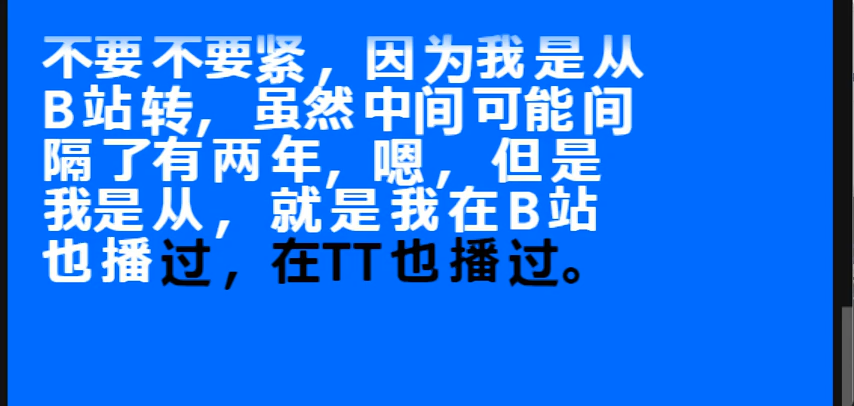 不要不要紧，因为我是从
B站转，虽然中间可能间
隔了有两年，嗯，但是
我是从，就是我在B站
也播过，在TT也播过。